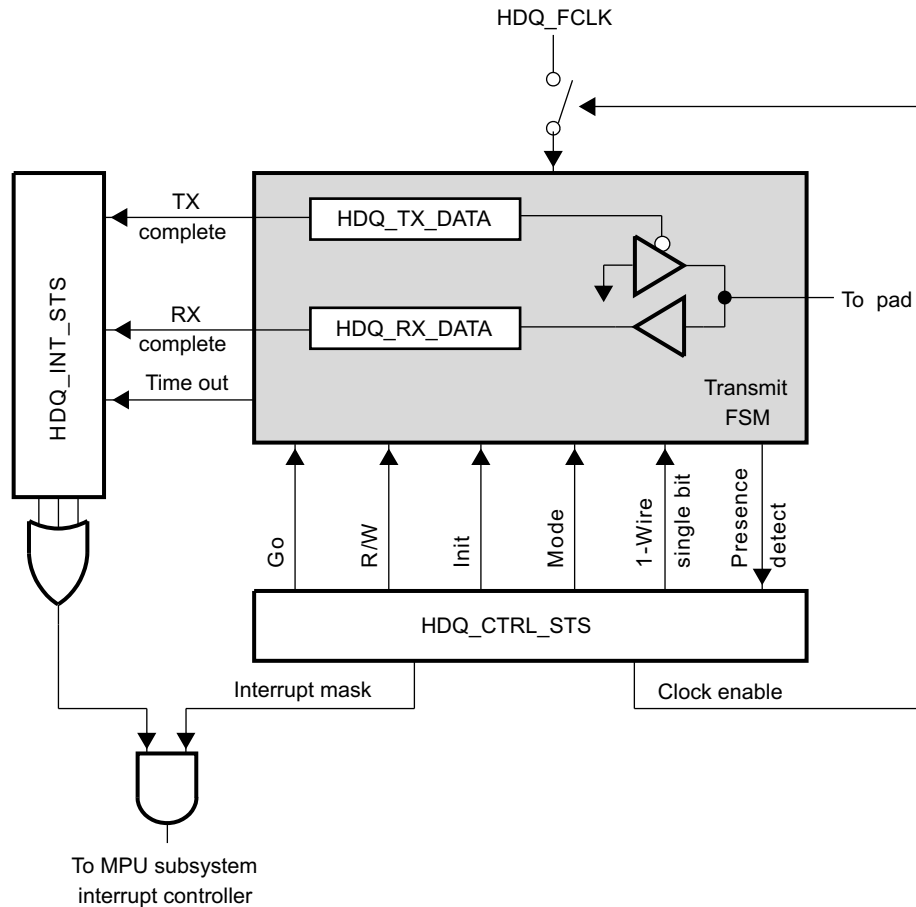 HDQ_FCLK
TX
complete
HDQ_TX_DATA
To pad
RX
complete
HDQ_RX_DATA
HDQ_INT_STS
Time out
Transmit
FSM
Go
R/W
Init
Mode
1-Wire
single bit
Presence
detect
HDQ_CTRL_STS
Interrupt mask
Clock enable
To MPU subsystem
interrupt controller